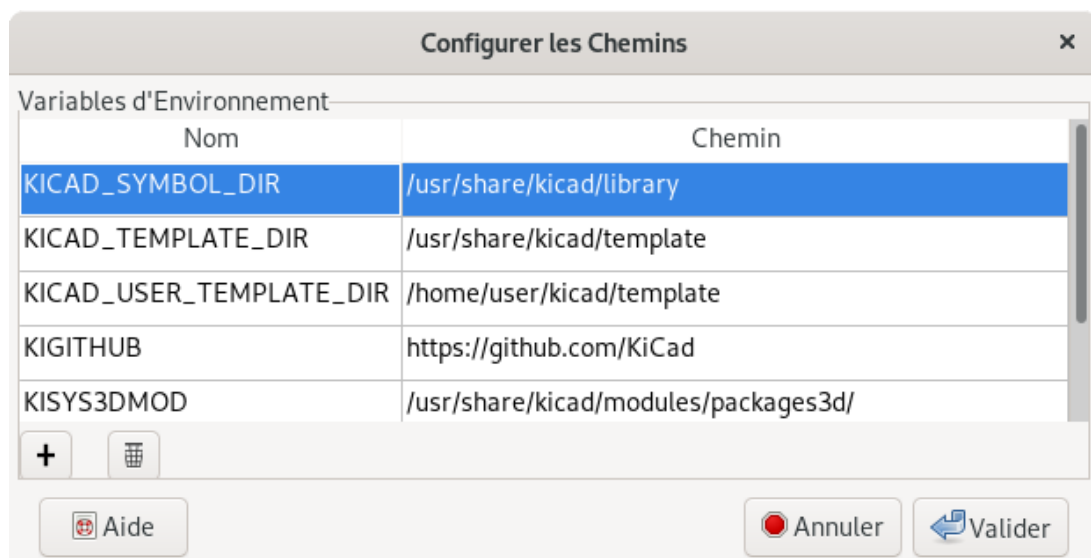 Configurer les Chemins ×
Variables d'Environnement
Nom Chemin
KICAD_SYMBOL_DIR /usr/share/kicad/library
KICAD_TEMPLATE_DIR /usr/share/kicad/template
KICAD_USER_TEMPLATE_DIR /home/user/kicad/template
KIGITHUB https://github.com/KiCad
KISYS3DMOD /usr/share/kicad/modules/packages3d/
+
Aide Annuler Valider